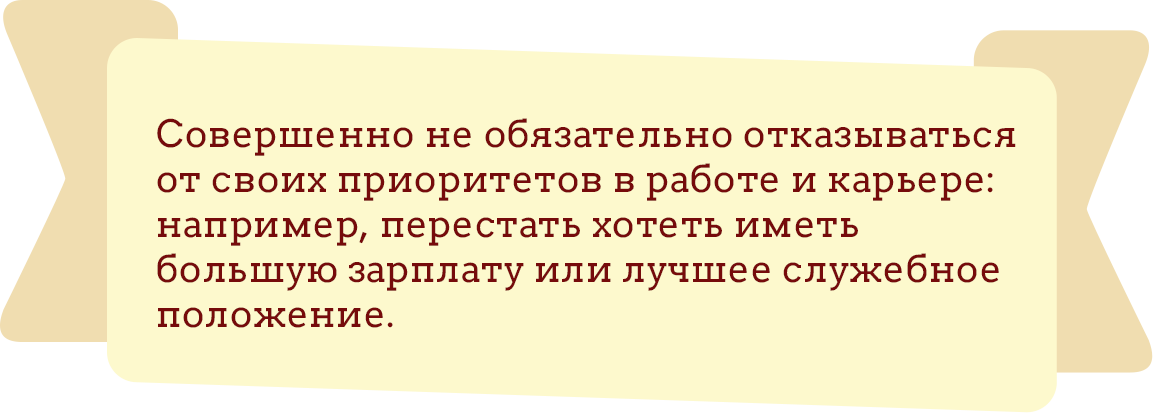 Совершенно не обязательно отказываться
от своих приоритетов в работе и карьере:
например, перестать хотеть иметь
большую зарплату или лучшее служебное
положение.